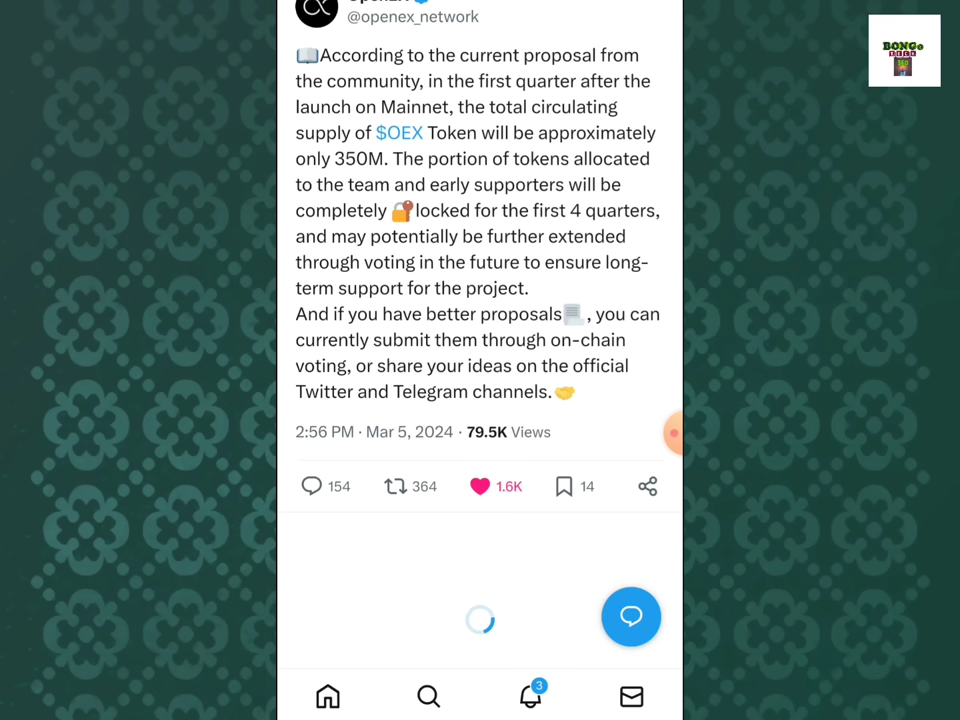 @openex_network
📖According to the current proposal from
the community, in the first quarter after the
launch on Mainnet, the total circulating
supply of $OEX Token will be approximately
only 350M. The portion of tokens allocated
to the team and early supporters will be
completely 🔐locked for the first 4 quarters,
and may potentially be further extended
through voting in the future to ensure long-
term support for the project.
And if you have better proposals📃, you can
currently submit them through on-chain
voting, or share your ideas on the official
Twitter and Telegram channels.🤝
2:56 PM · Mar 5, 2024 · 79.5K Views
154 364 1.6K 14
3
BONGO
TECH
360